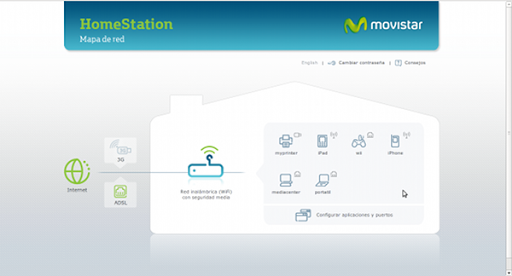 HomeStation
movistar
Mapa de red
English | Cambiar contraseña | Consejos
3G
Internet
ADSL
Red inalámbrica (WiFi)
con seguridad media
myprinter iPad wii iPhone
mediacenter portatil
Configurar aplicaciones y puertos